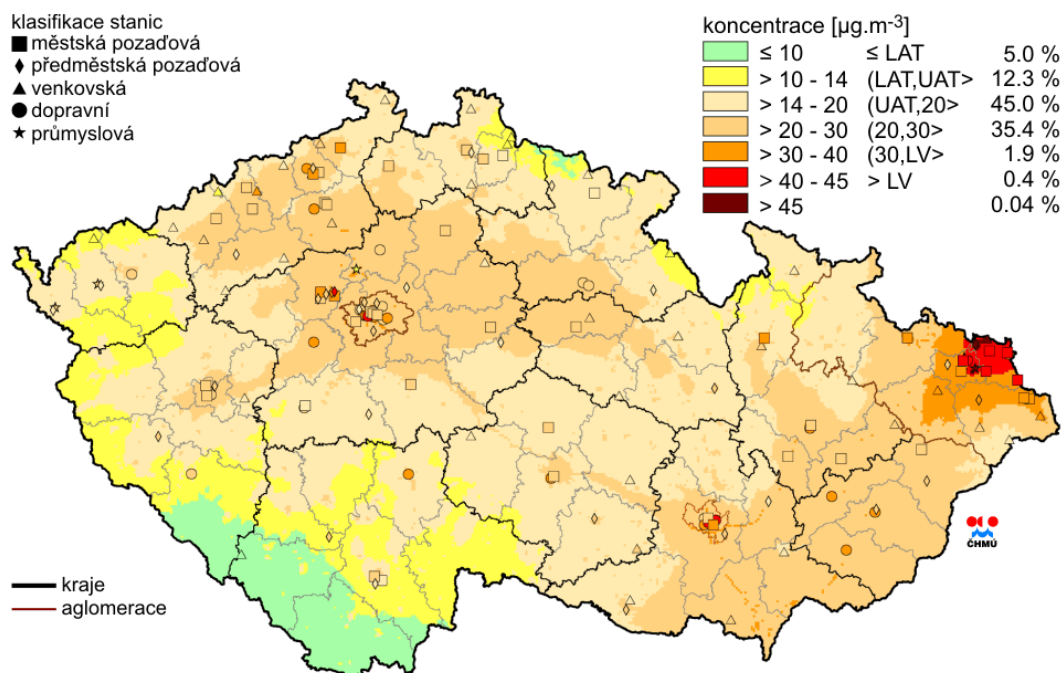 klasifikace stanic
městská pozaďová
předměstská pozaďová
venkovská
dopravní
průmyslová
koncentrace [µg.m-3]
≤ 10 ≤ LAT 5.0 %
> 10 - 14 (LAT,UAT> 12.3 %
> 14 - 20 (UAT,20> 45.0 %
> 20 - 30 (20,30> 35.4 %
> 30 - 40 (30,LV> 1.9 %
> 40 - 45 > LV 0.4 %
> 45 0.04 %
ČHMÚ
kraje
aglomerace